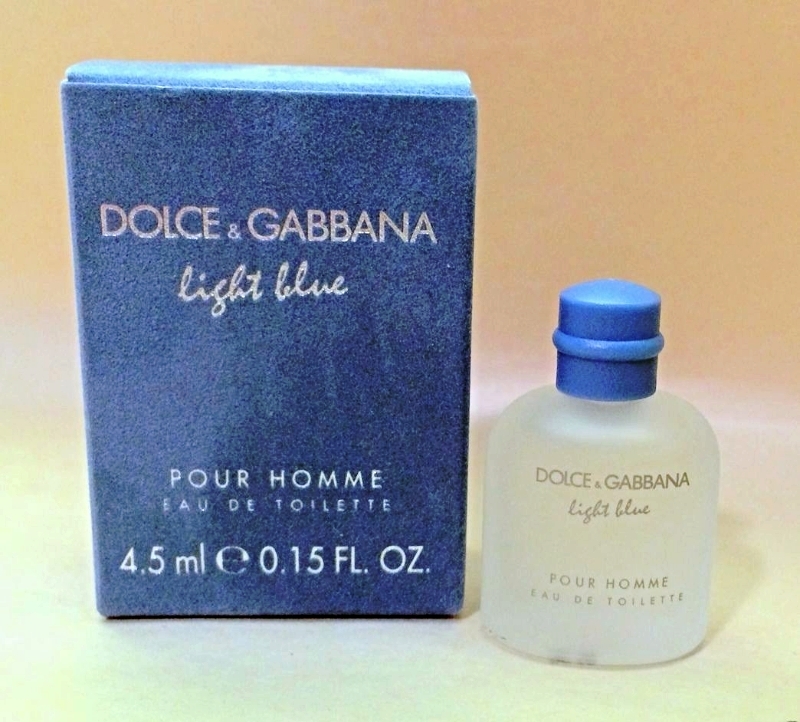 DOLCE & GABBANA
light blue
POUR HOMME
EAU DE TOILETTE
4.5 ml ℮ 0.15 FL. OZ.
DOLCE & GABBANA
light blue
POUR HOMME
EAU DE TOILETTE